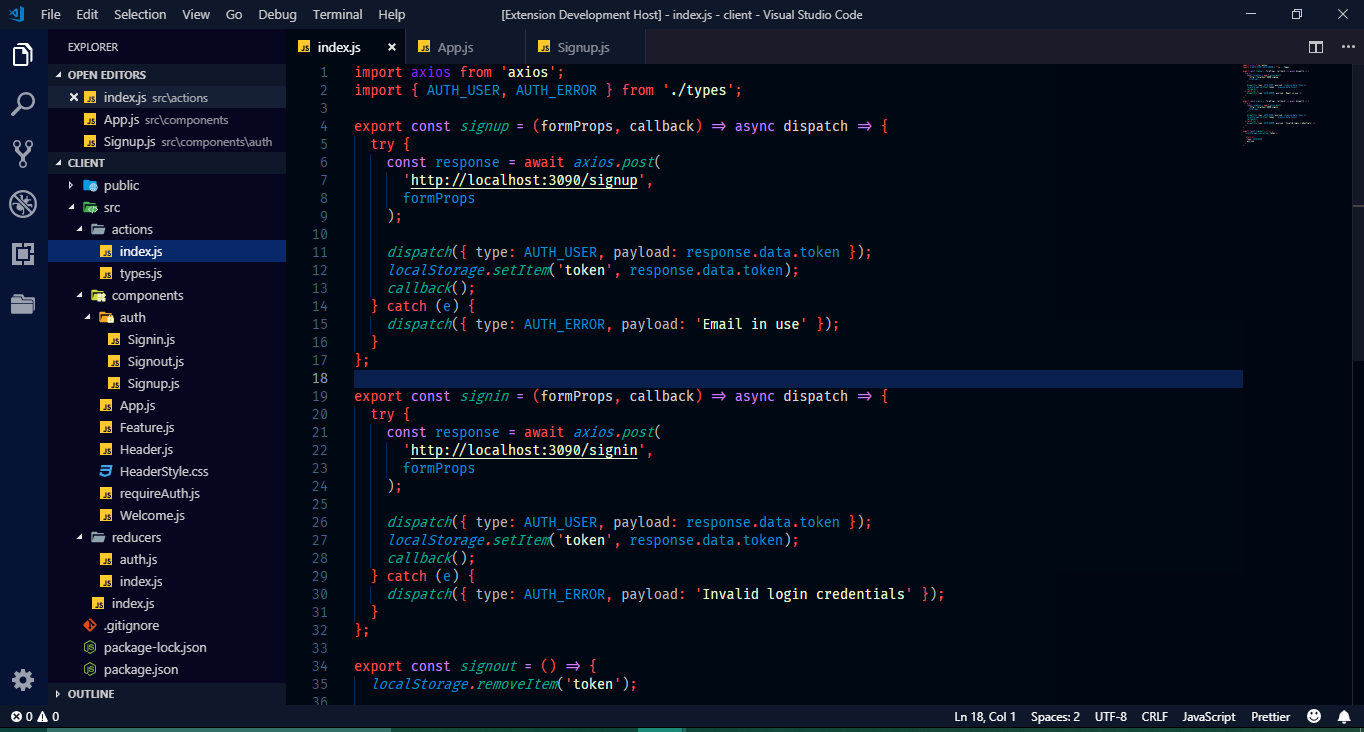 File Edit Selection View Go Debug Terminal Help [Extension Development Host] - index.js - client - Visual Studio Code
EXPLORER
OPEN EDITORS
index.js src\actions
App.js src\components
Signup.js src\components\auth
CLIENT
public
src
actions
index.js
types.js
components
auth
Signin.js
Signout.js
Signup.js
App.js
Feature.js
Header.js
HeaderStyle.css
requireAuth.js
Welcome.js
reducers
auth.js
index.js
index.js
.gitignore
package-lock.json
package.json
OUTLINE
index.js App.js Signup.js
1 import axios from 'axios';
2 import { AUTH_USER, AUTH_ERROR } from './types';
3
4 export const signup = (formProps, callback) => async dispatch => {
5 try {
6 const response = await axios.post(
7 'http://localhost:3090/signup',
8 formProps
9 );
10
11 dispatch({ type: AUTH_USER, payload: response.data.token });
12 localStorage.setItem('token', response.data.token);
13 callback();
14 } catch (e) {
15 dispatch({ type: AUTH_ERROR, payload: 'Email in use' });
16 }
17 };
18
19 export const signin = (formProps, callback) => async dispatch => {
20 try {
21 const response = await axios.post(
22 'http://localhost:3090/signin',
23 formProps
24 );
25
26 dispatch({ type: AUTH_USER, payload: response.data.token });
27 localStorage.setItem('token', response.data.token);
28 callback();
29 } catch (e) {
30 dispatch({ type: AUTH_ERROR, payload: 'Invalid login credentials' });
31 }
32 };
33
34 export const signout = () => {
35 localStorage.removeItem('token');
36
0 0 Ln 18, Col 1 Spaces: 2 UTF-8 CRLF JavaScript Prettier